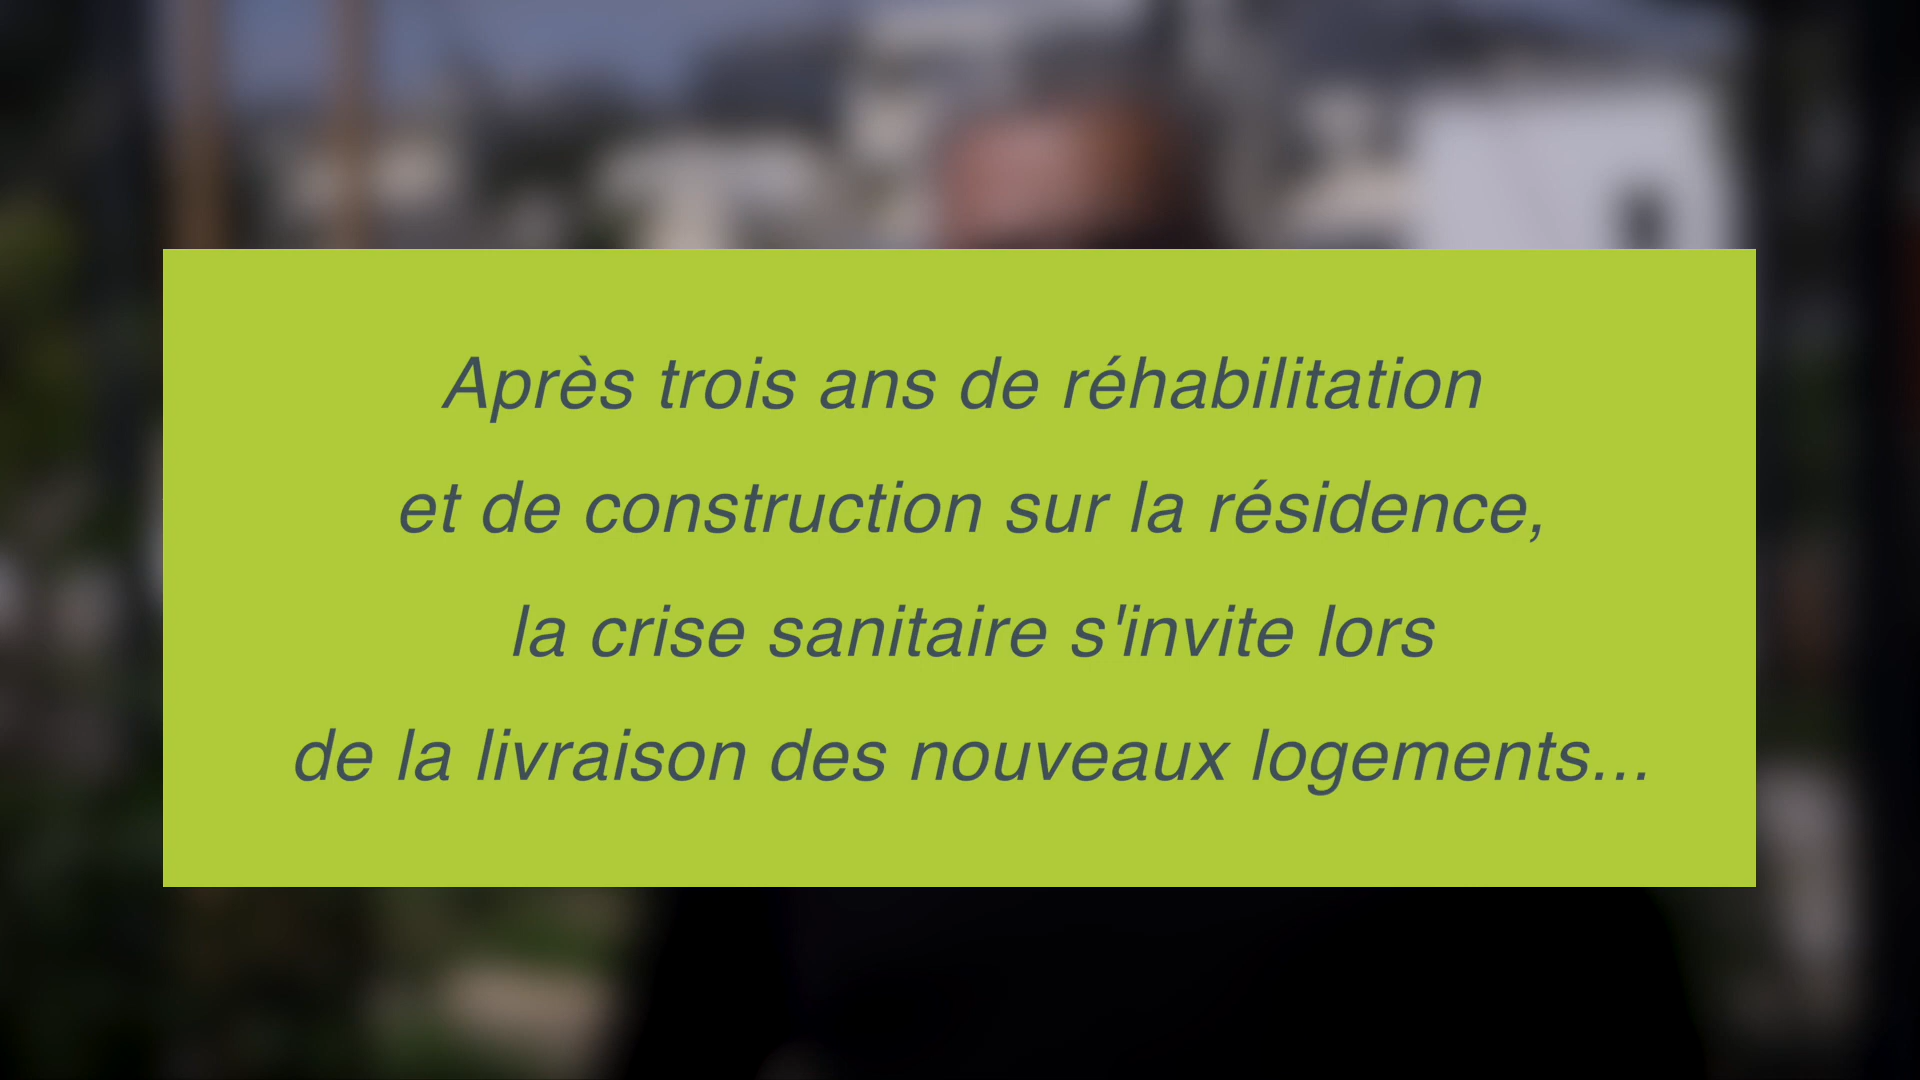 Après trois ans de réhabilitation
et de construction sur la résidence,
la crise sanitaire s'invite lors
de la livraison des nouveaux logements...